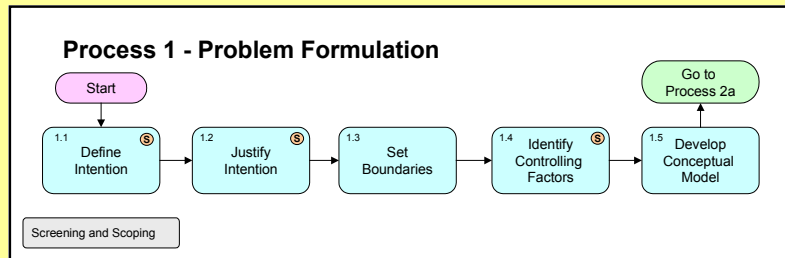 Process 1 - Problem Formulation
Start
Go to
Process 2a
1.1
S
Define
Intention
1.2
S
Justify
Intention
1.3
Set
Boundaries
1.4
S
Identify
Controlling
Factors
1.5
Develop
Conceptual
Model
Screening and Scoping